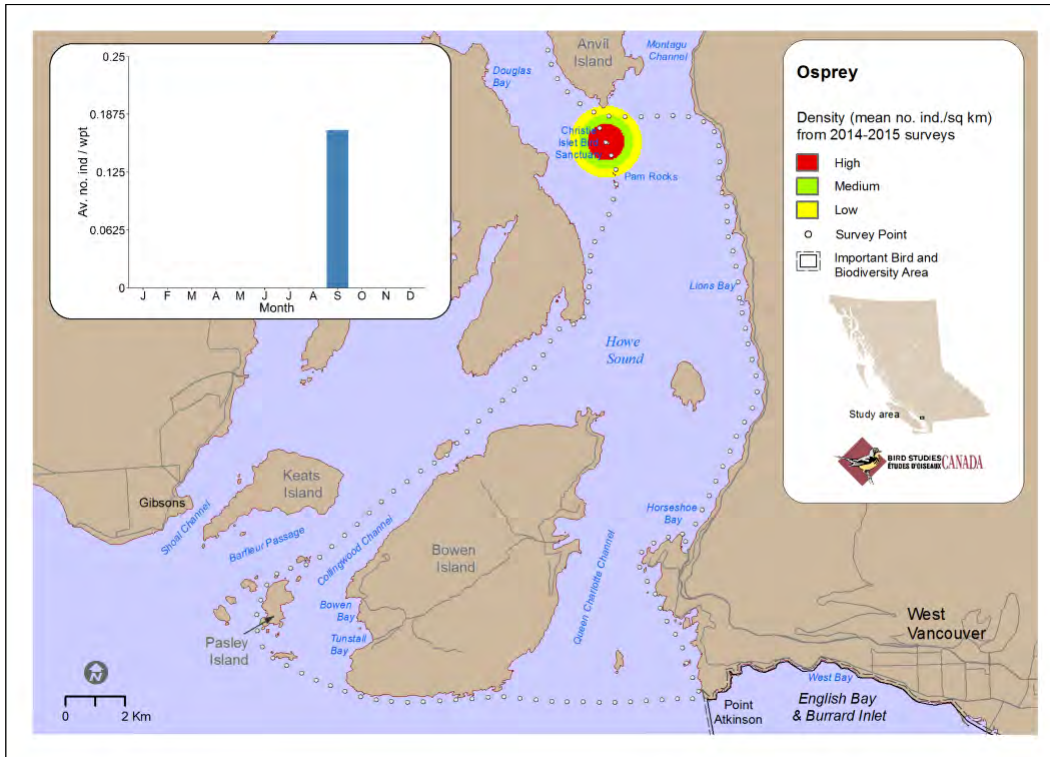 0.25
0.1875
0.125
0.0625
0
Av. no. ind / wpt
J F M A M J J A S O N D
Month
Anvil
Island
Montagu
Channel
Douglas
Bay
Christie
Islet Bird
Sanctuary
Pam Rocks
Lions Bay
Howe
Sound
Keats
Island
Gibsons
Shoal Channel
Barfleur Passage
Collingwood Channel
Bowen
Island
Bowen
Bay
Tunstall
Bay
Pasley
Island
Queen Charlotte Channel
Horseshoe
Bay
West
Vancouver
West Bay
Point
Atkinson
English Bay
& Burrard Inlet
N
0 2 Km
Osprey
Density (mean no. ind./sq km)
from 2014-2015 surveys
High
Medium
Low
Survey Point
Important Bird and
Biodiversity Area
Study area
BIRD STUDIES
ÉTUDES D'OISEAUX CANADA